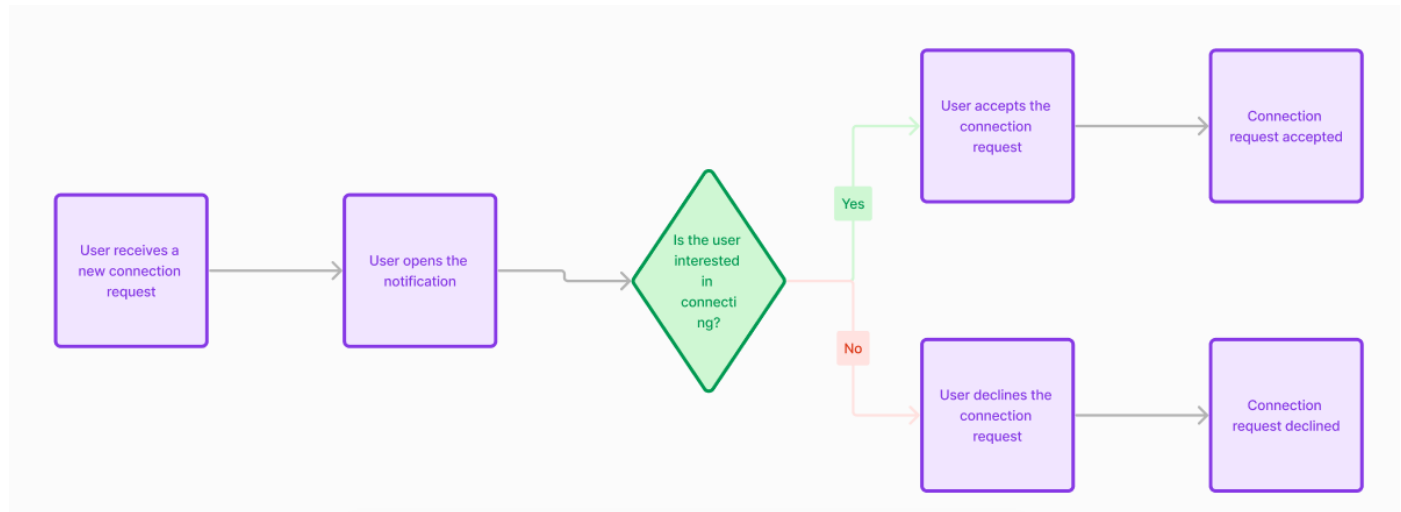 User receives a
new connection
request
User opens the
notification
Is the user
interested
in
connecti
ng?
Yes
User accepts the
connection
request
Connection
request accepted
No
User declines the
connection
request
Connection
request declined